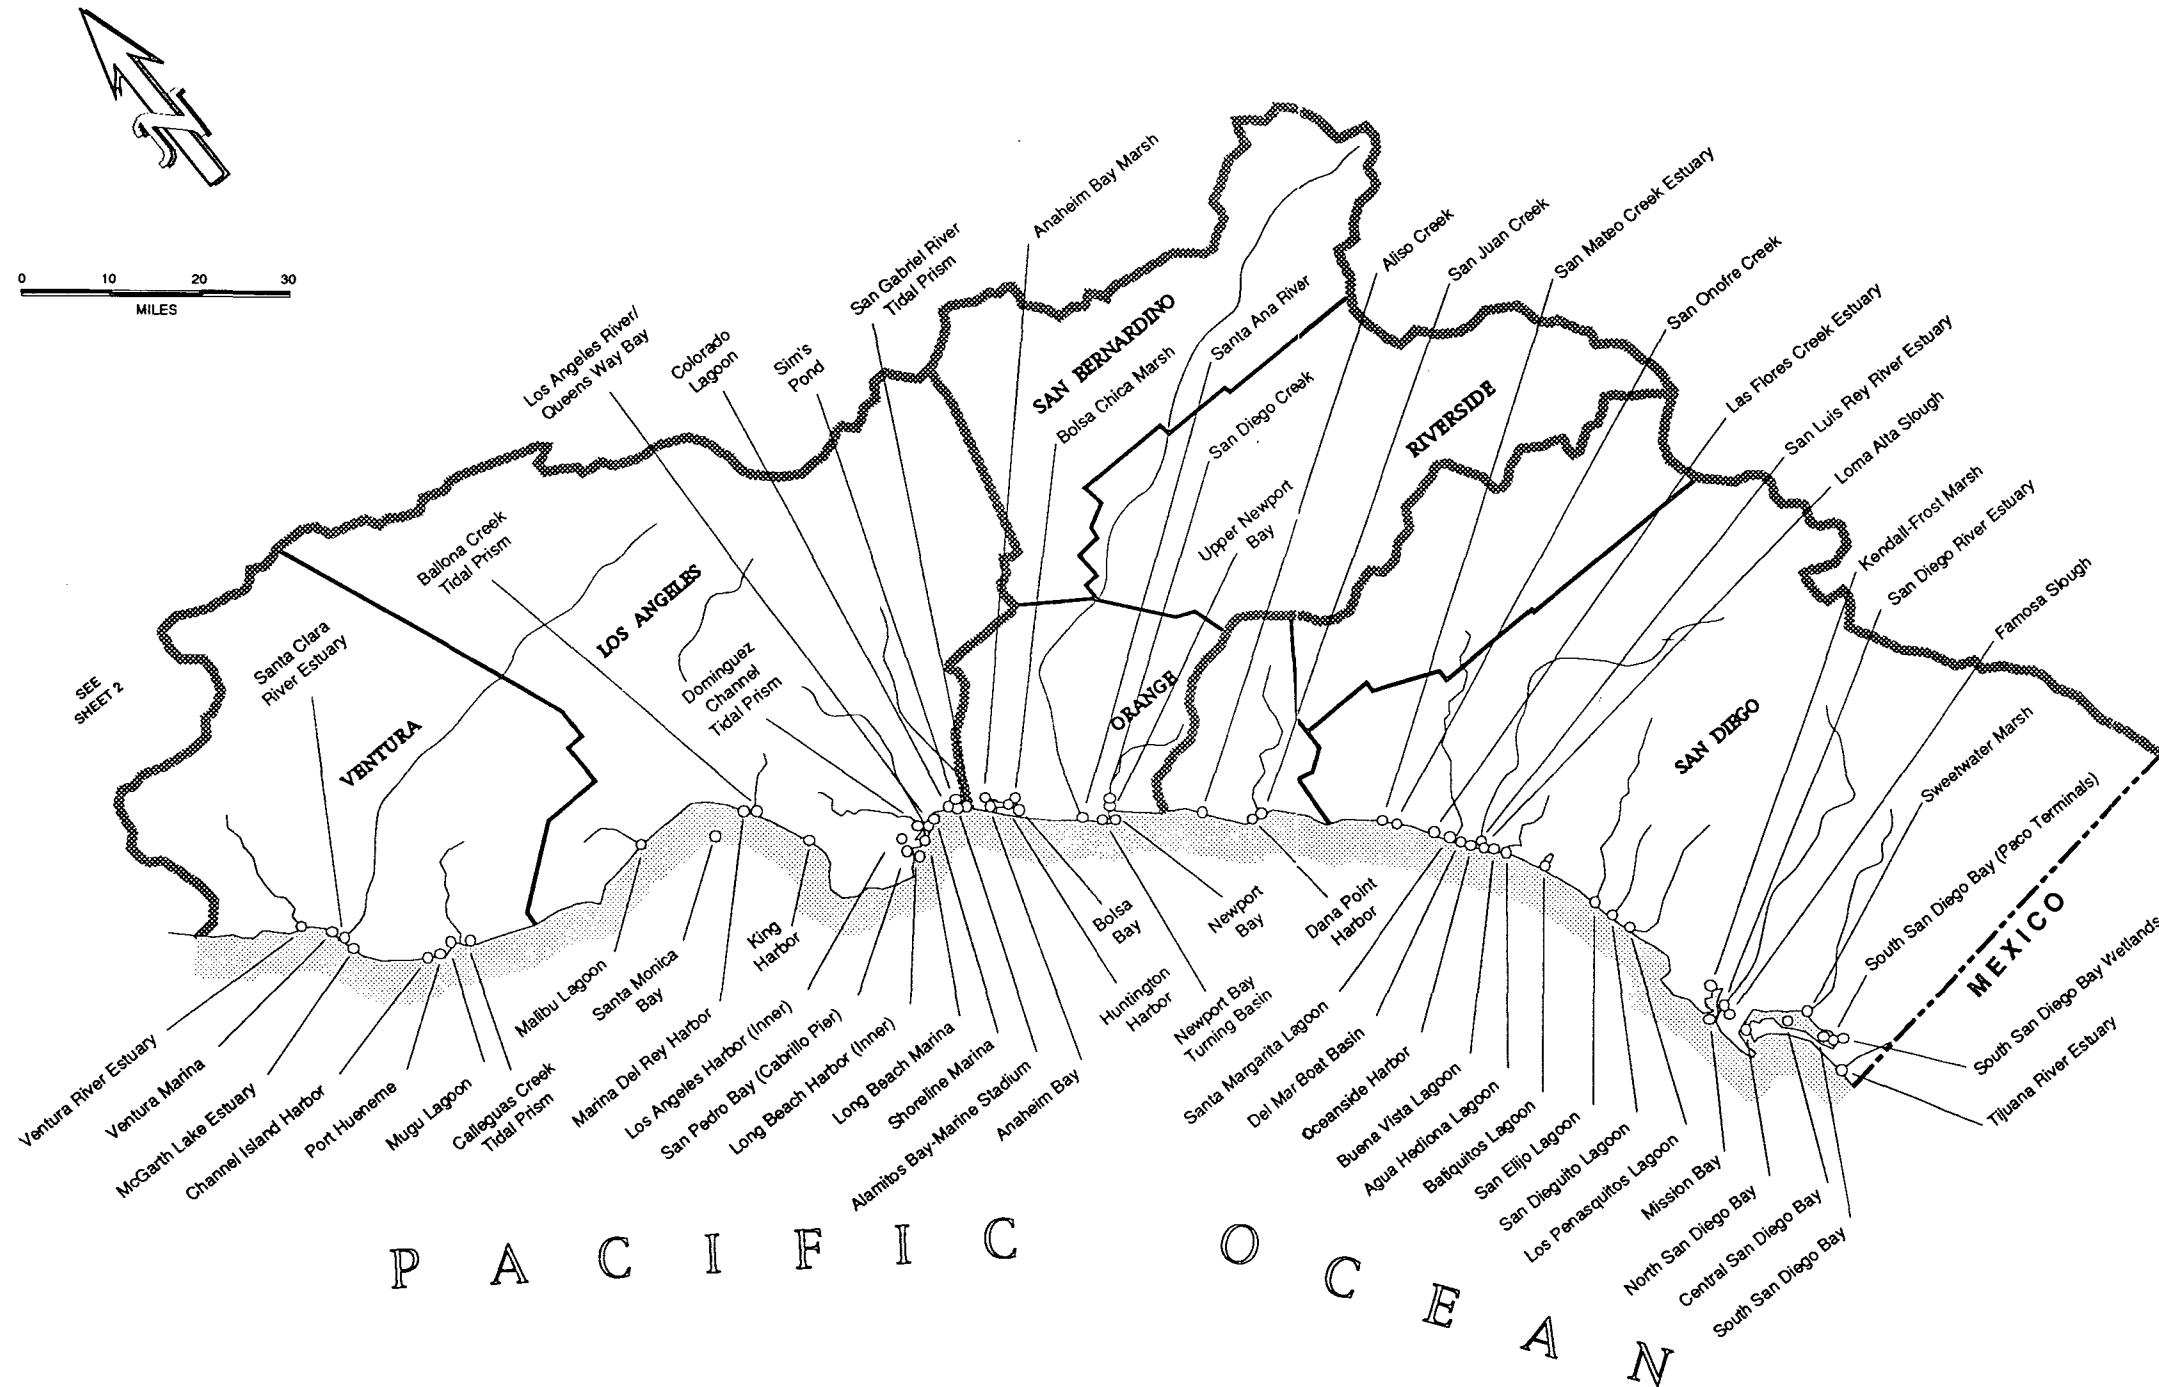 N
0 10 20 30
MILES
SEE
SHEET 2
Santa Clara
River Estuary
Ballona Creek
Tidal Prism
Dominguez
Channel
Tidal Prism
Los Angeles River/
Queens Way Bay
Colorado
Lagoon
Sim's
Pond
San Gabriel River
Tidal Prism
Anaheim Bay Marsh
Bolsa Chica Marsh
Santa Ana River
San Diego Creek
Upper Newport
Bay
Aliso Creek
San Juan Creek
San Mateo Creek Estuary
San Onofre Creek
Las Flores Creek Estuary
San Luis Rey River Estuary
Loma Alta Slough
Kendall-Frost Marsh
San Diego River Estuary
Famosa Slough
Sweetwater Marsh
South San Diego Bay (Paco Terminals)
South San Diego Bay Wetlands
Tijuana River Estuary
VENTURA
LOS ANGELES
SAN BERNARDINO
ORANGE
RIVERSIDE
SAN DIEGO
MEXICO
Ventura River Estuary
Ventura Marina
McGarth Lake Estuary
Channel Island Harbor
Port Hueneme
Mugu Lagoon
Calleguas Creek
Tidal Prism
Malibu Lagoon
Santa Monica
Bay
Marina Del Rey Harbor
King
Harbor
Los Angeles Harbor (Inner)
San Pedro Bay (Cabrillo Pier)
Long Beach Harbor (Inner)
Long Beach Marina
Shoreline Marina
Alamitos Bay-Marine Stadium
Anaheim Bay
Bolsa
Bay
Huntington
Harbor
Newport Bay
Turning Basin
Newport
Bay
Dana Point
Harbor
Santa Margarita Lagoon
Del Mar Boat Basin
Oceanside Harbor
Buena Vista Lagoon
Agua Hediona Lagoon
Batiquitos Lagoon
San Elijo Lagoon
San Dieguito Lagoon
Los Penasquitos Lagoon
Mission Bay
North San Diego Bay
Central San Diego Bay
South San Diego Bay
PACIFIC OCEAN